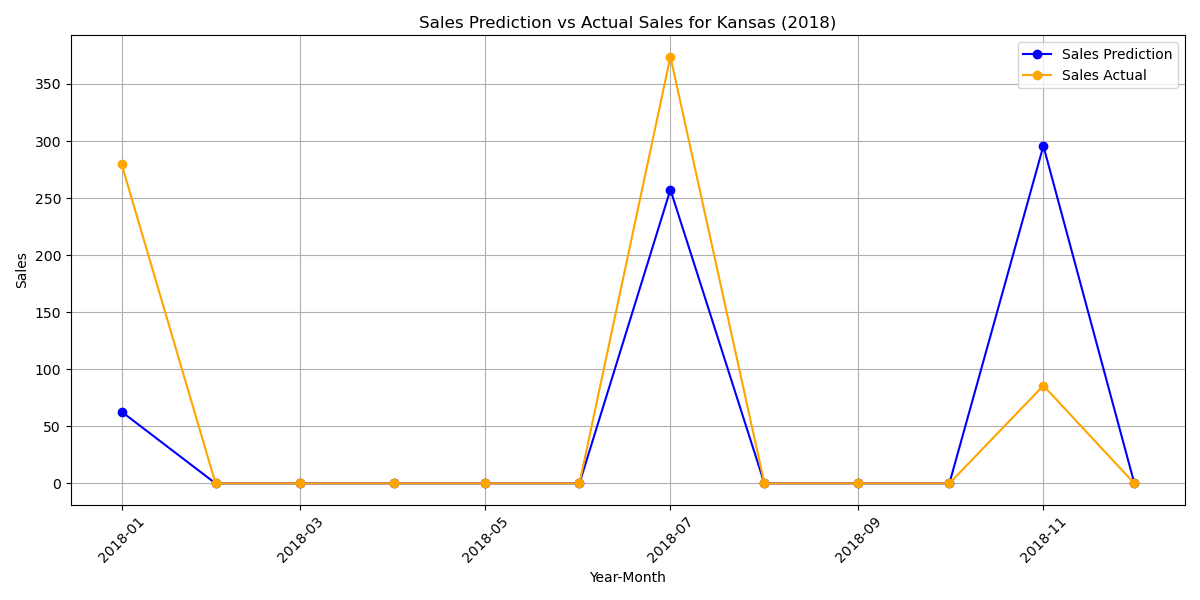 Sales Prediction vs Actual Sales for Kansas (2018)
Sales Prediction
Sales Actual
350
300
250
200
150
100
50
0
Sales
2018-01
2018-03
2018-05
2018-07
2018-09
2018-11
Year-Month